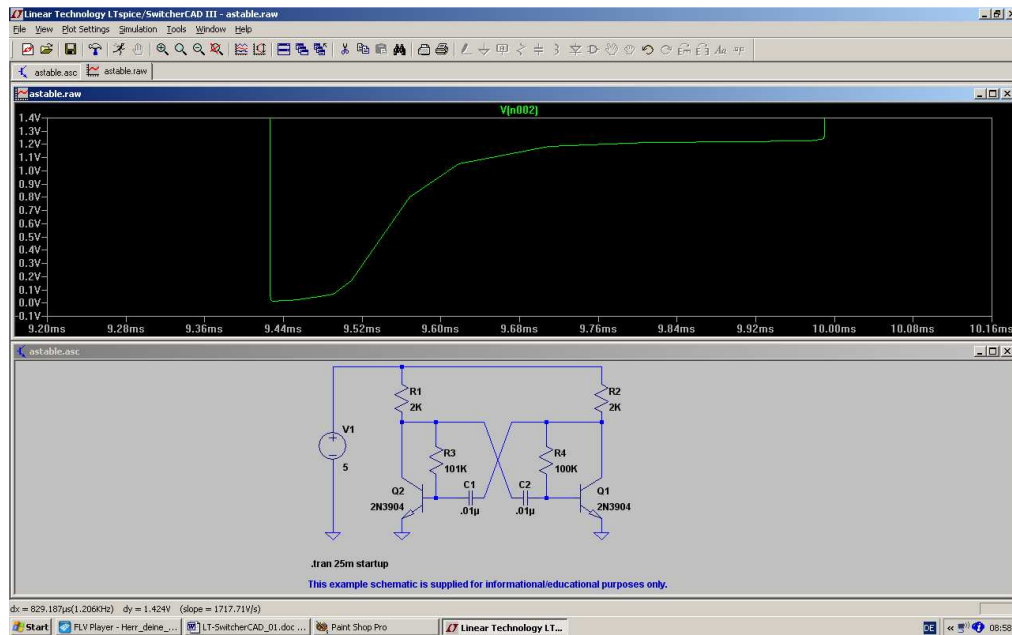 Linear Technology LTspice/SwitcherCAD III - astable.raw
File View Plot Settings Simulation Tools Window Help
astable.asc astable.raw
astable.raw
V(n002)
1.4V
1.3V
1.2V
1.1V
1.0V
0.9V
0.8V
0.7V
0.6V
0.5V
0.4V
0.3V
0.2V
0.1V
0.0V
-0.1V
9.20ms 9.28ms 9.36ms 9.44ms 9.52ms 9.60ms 9.68ms 9.76ms 9.84ms 9.92ms 10.00ms 10.08ms 10.16ms
astable.asc
R1
2K
R2
2K
V1
5
R3
101K
R4
100K
C1
.01µ
C2
.01µ
Q2
2N3904
Q1
2N3904
.tran 25m startup
This example schematic is supplied for informational/educational purposes only.
dx = 829.187µs(1.206KHz) dy = 1.424V (slope = 1717.71V/s)
Start FLV Player - Herr_deine_... LT-SwitcherCAD_01.doc ... Paint Shop Pro Linear Technology LT... DE 08:58